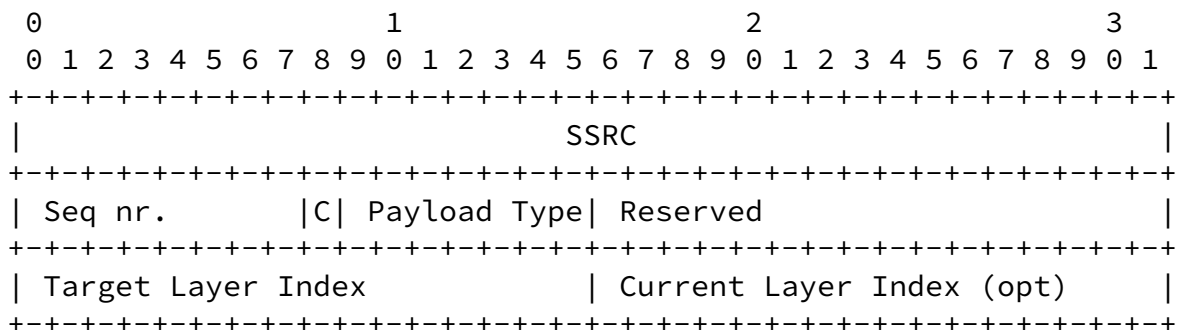 0                   1                   2                   3
 0 1 2 3 4 5 6 7 8 9 0 1 2 3 4 5 6 7 8 9 0 1 2 3 4 5 6 7 8 9 0 1
+-+-+-+-+-+-+-+-+-+-+-+-+-+-+-+-+-+-+-+-+-+-+-+-+-+-+-+-+-+-+-+-+
|                              SSRC                             |
+-+-+-+-+-+-+-+-+-+-+-+-+-+-+-+-+-+-+-+-+-+-+-+-+-+-+-+-+-+-+-+-+
| Seq nr.       |C| Payload Type| Reserved                      |
+-+-+-+-+-+-+-+-+-+-+-+-+-+-+-+-+-+-+-+-+-+-+-+-+-+-+-+-+-+-+-+-+
| Target Layer Index            | Current Layer Index (opt)     |
+-+-+-+-+-+-+-+-+-+-+-+-+-+-+-+-+-+-+-+-+-+-+-+-+-+-+-+-+-+-+-+-+